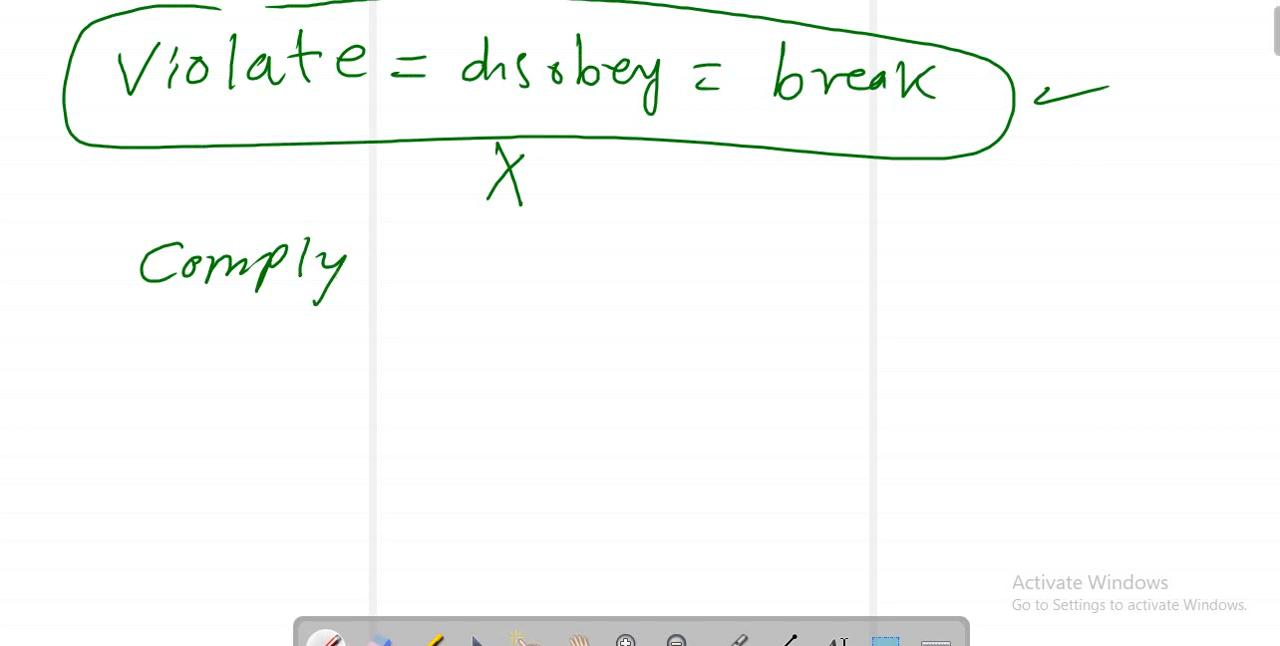 Violate = disobey = break
X
Comply
Activate Windows
Go to Settings to activate Windows.